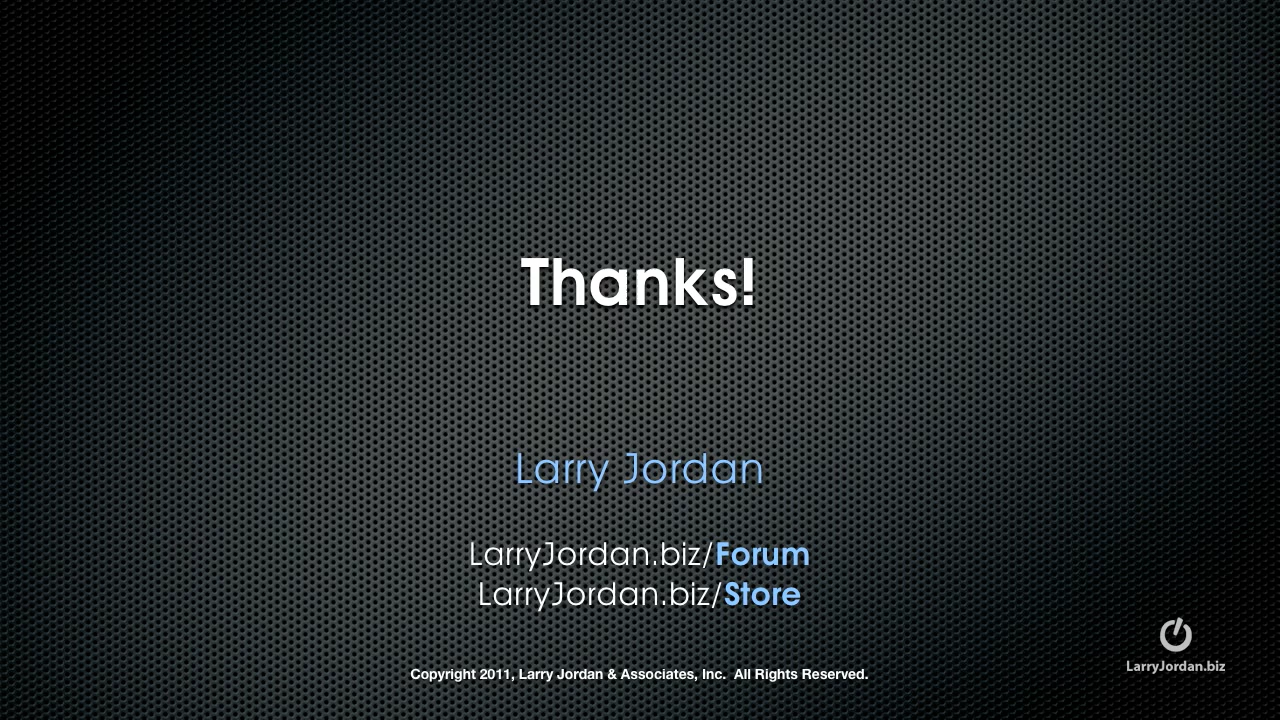 Thanks!
Larry Jordan
LarryJordan.biz/Forum
LarryJordan.biz/Store
LarryJordan.biz
Copyright 2011, Larry Jordan & Associates, Inc.  All Rights Reserved.